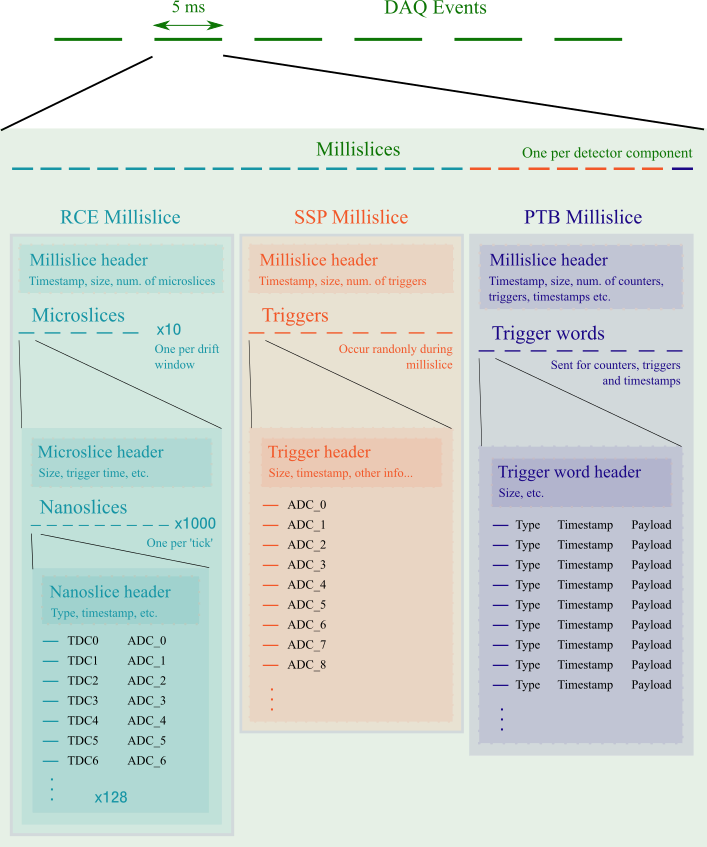 5 ms
DAQ Events
Millislices
One per detector component
RCE Millislice
Millislice header
Timestamp, size, num. of microslices
Microslices
x10
One per drift
window
Microslice header
Size, trigger time, etc.
Nanoslices
x1000
One per 'tick'
Nanoslice header
Type, timestamp, etc.
TDC0 ADC_0
TDC1 ADC_1
TDC2 ADC_2
TDC3 ADC_3
TDC4 ADC_4
TDC5 ADC_5
TDC6 ADC_6
x128
SSP Millislice
Millislice header
Timestamp, size, num. of triggers
Triggers
Occur randonly during
millislice
Trigger header
Size, timestamp, other info...
ADC_0
ADC_1
ADC_2
ADC_3
ADC_4
ADC_5
ADC_6
ADC_7
ADC_8
PTB Millislice
Millislice header
Timestamp, size, num. of counters,
triggers, timestamps etc.
Trigger words
Sent for counters, triggers
and timestamps
Trigger word header
Size, etc.
Type Timestamp Payload
Type Timestamp Payload
Type Timestamp Payload
Type Timestamp Payload
Type Timestamp Payload
Type Timestamp Payload
Type Timestamp Payload
Type Timestamp Payload
Type Timestamp Payload